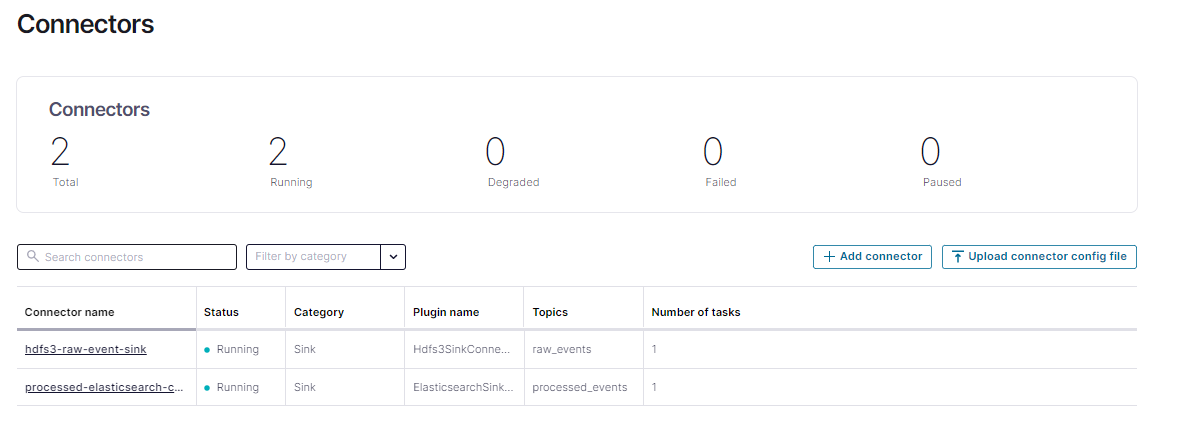 Connectors
Connectors
2 2 0 0 0
Total Running Degraded Failed Paused
Search connectors Filter by category Add connector Upload connector config file
Connector name Status Category Plugin name Topics Number of tasks
hdfs3-raw-event-sink Running Sink Hdfs3SinkConne... raw_events 1
processed-elasticsearch-c... Running Sink ElasticsearchSink... processed_events 1